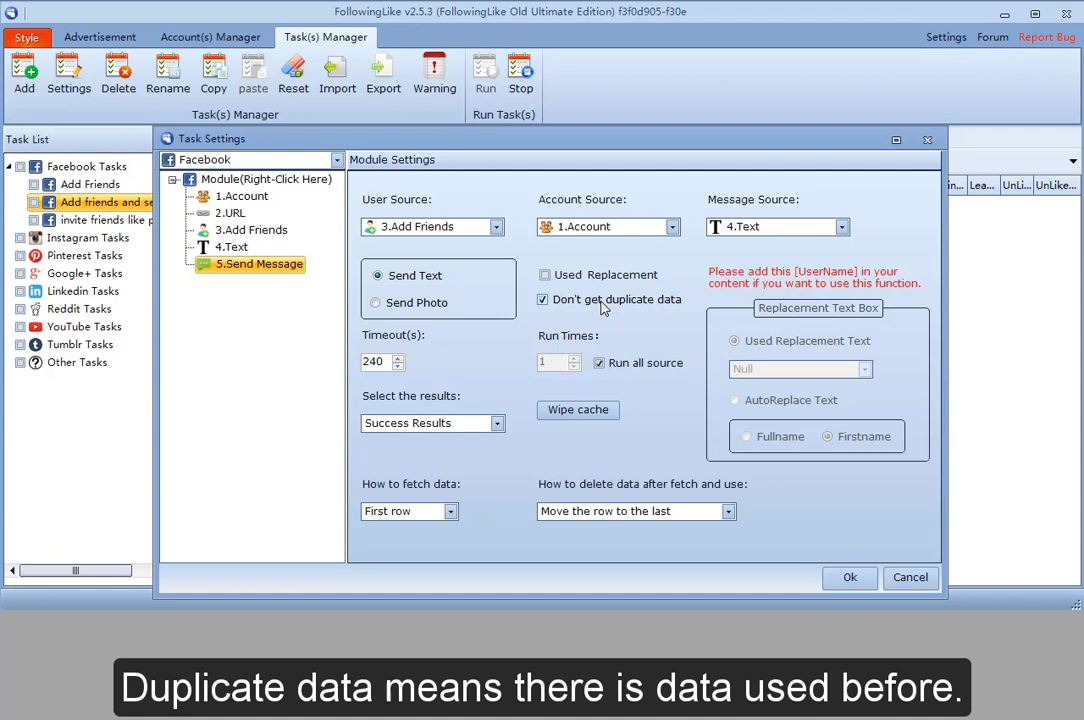 FollowingLike v2.5.3 (FollowingLike Old Ultimate Edition) f3f0d905-f30e
Style
Advertisement
Account(s) Manager
Task(s) Manager
Settings
Forum
Report Bug
Add
Settings
Delete
Rename
Copy
paste
Reset
Import
Export
Warning
Run
Stop
Task(s) Manager
Run Task(s)
Task List
Facebook Tasks
Add Friends
Add friends and se
invite friends like p
Instagram Tasks
Pinterest Tasks
Google+ Tasks
Linkedin Tasks
Reddit Tasks
YouTube Tasks
Tumblr Tasks
Other Tasks
Task Settings
Facebook
Module(Right-Click Here)
1.Account
2.URL
3.Add Friends
4.Text
5.Send Message
Module Settings
User Source:
Account Source:
Message Source:
3.Add Friends
1.Account
4.Text
Send Text
Send Photo
Used Replacement
Don't get duplicate data
Please add this [UserName] in your
content if you want to use this function.
Replacement Text Box
Timeout(s):
Run Times:
Used Replacement Text
240
1
Run all source
Null
Select the results:
AutoReplace Text
Success Results
Wipe cache
Fullname
Firstname
How to fetch data:
How to delete data after fetch and use:
First row
Move the row to the last
Ok
Cancel
in...
Lea...
UnLi...
UnLike...
Duplicate data means there is data used before.